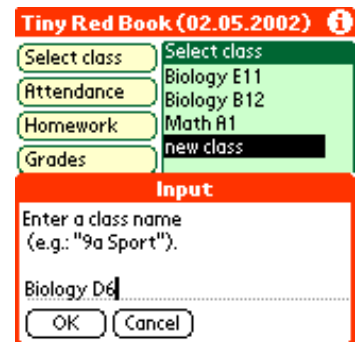 Tiny Red Book (02.05.2002) i
Select class
Attendance
Homework
Grades
Select class
Biology E11
Biology B12
Math A1
new class
Input
Enter a class name
(e.g.: "9a Sport").
Biology D6
OK Cancel